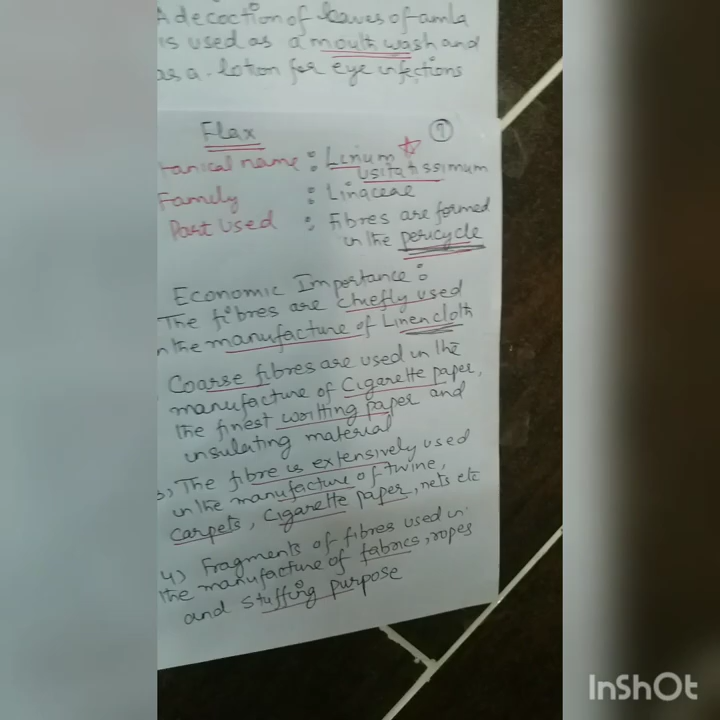 A decoction of leaves of amla
is used as a mouth wash and
as a lotion for eye infections
Flax
7
tanical name : Linum
usitatissimum
Family : Linaceae
Part Used : Fibres are formed
in the pericycle
Economic Importance :
The fibres are chiefly used
n the manufacture of Linen cloth
Coarse fibres are used in the
manufacture of Cigarette paper,
the finest writting paper and
insulating material
3) The fibre is extensively used
in the manufacture of twine,
carpets, Cigarette paper, nets etc
4) Fragments of fibres used in
the manufacture of fabrics, ropes
and stuffing purpose
InShOt